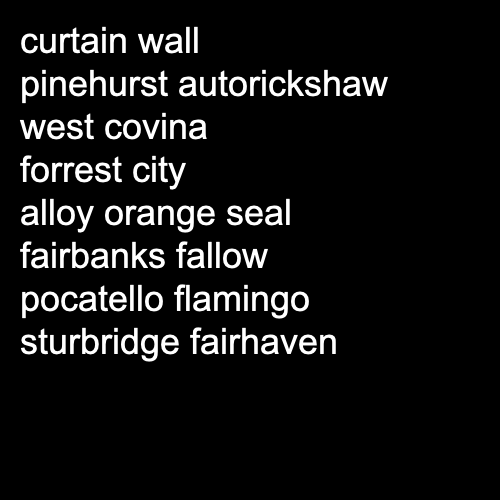 curtain wall
pinehurst autorickshaw
west covina
forrest city
alloy orange seal
fairbanks fallow
pocatello flamingo
sturbridge fairhaven